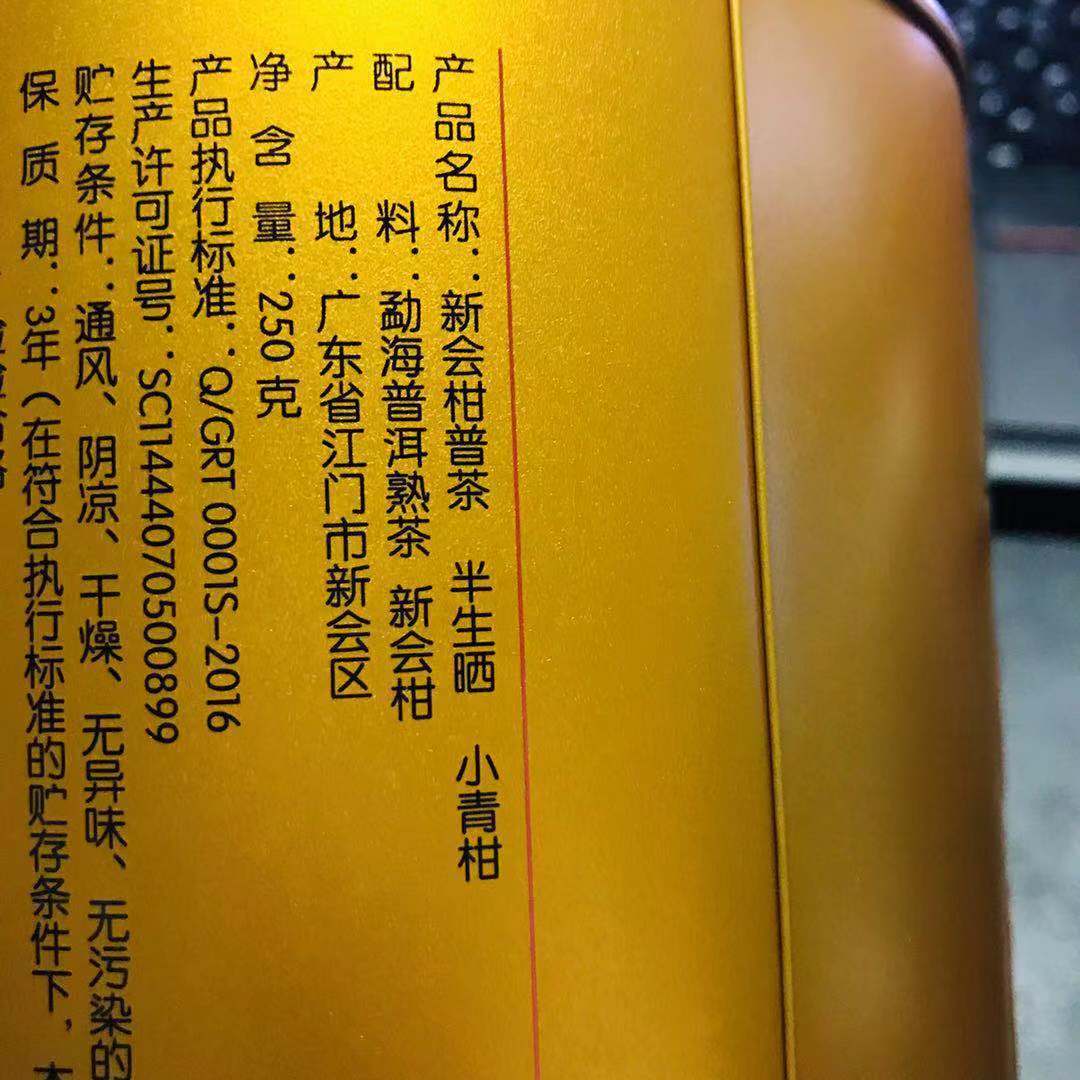 产品名称：新会柑普茶 半生晒 小青柑
配料：勐海普洱熟茶 新会柑
产地：广东省江门市新会区
净含量：250克
产品执行标准：Q/GRT 0001S-2016
生产许可证号：SC11444070500899
贮存条件：通风、阴凉、干燥、无异味、无污染的
保质期：3年（在符合执行标准的贮存条件下，